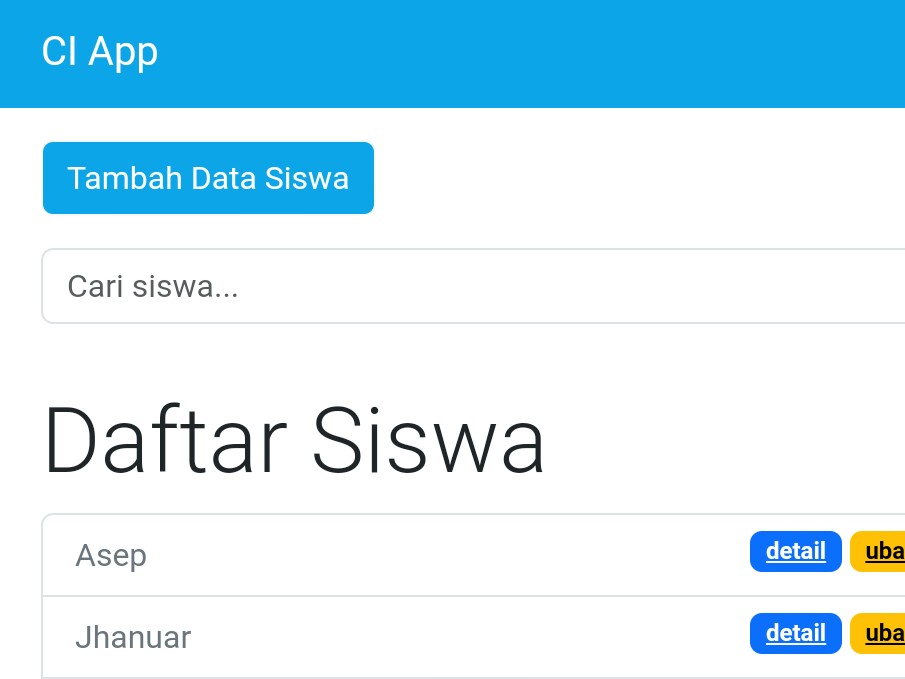 CI App
Tambah Data Siswa
Cari siswa...
Daftar Siswa
Asep detail uba
Jhanuar detail uba